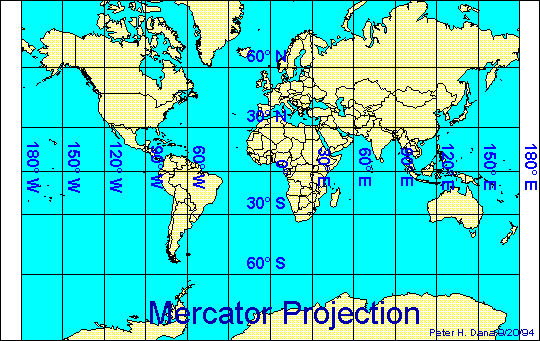 60° N
30° N
0°
180° W
150° W
120° W
90° W
60° W
30° E
60° E
90° E
120° E
150° E
180° E
30° S
60° S
Mercator Projection
Peter H. Dana 9/20/94